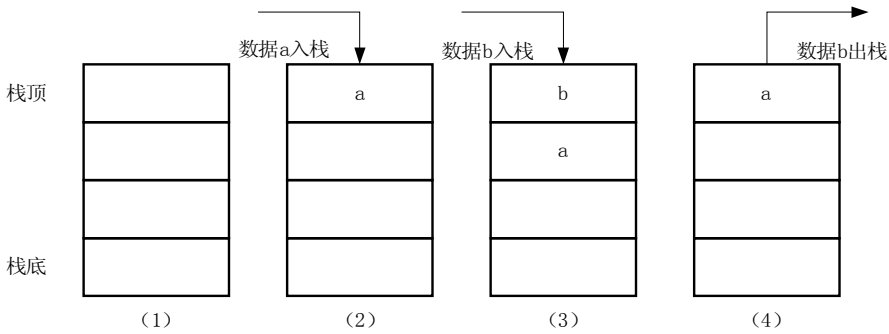 数据a入栈
数据b入栈
数据b出栈
栈顶
a
b
a
a
栈底
（1）
（2）
（3）
（4）